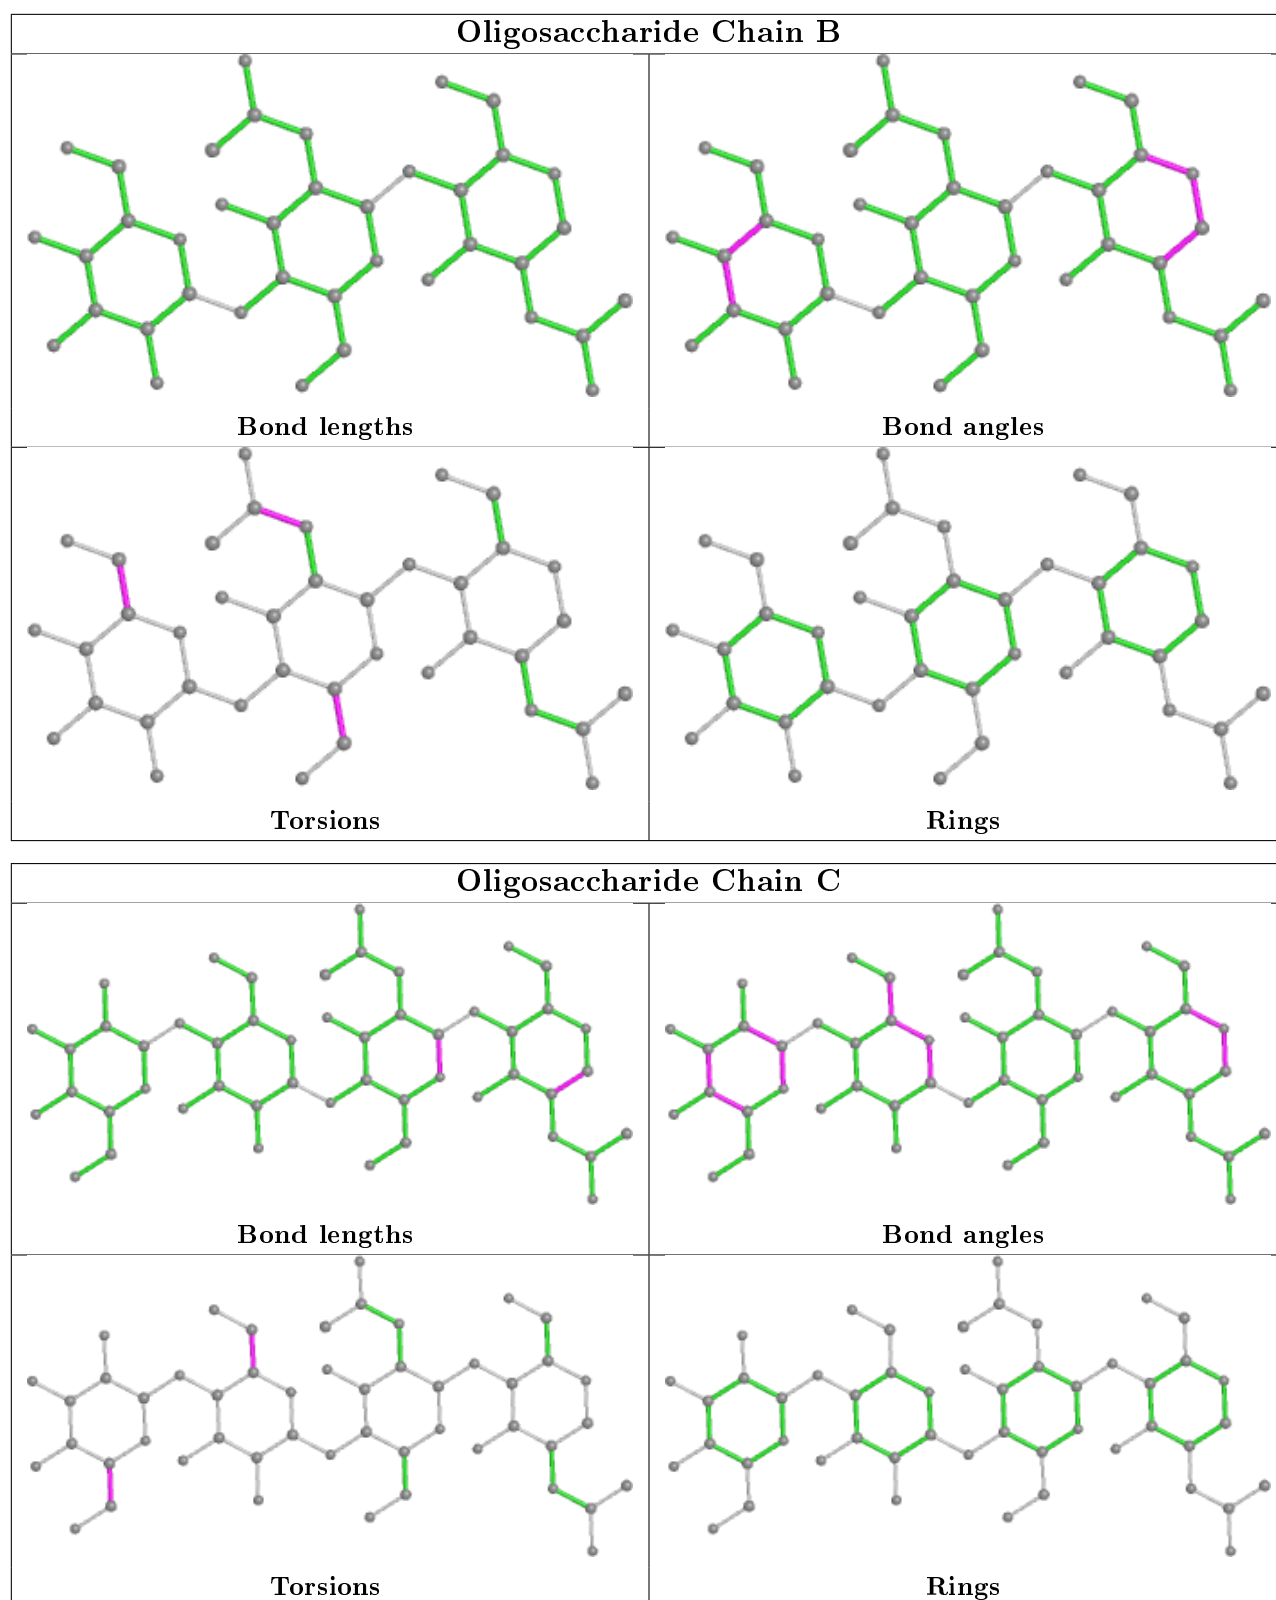 Oligosaccharide Chain B
Bond lengths
Bond angles
Torsions
Rings
Oligosaccharide Chain C
Bond lengths
Bond angles
Torsions
Rings